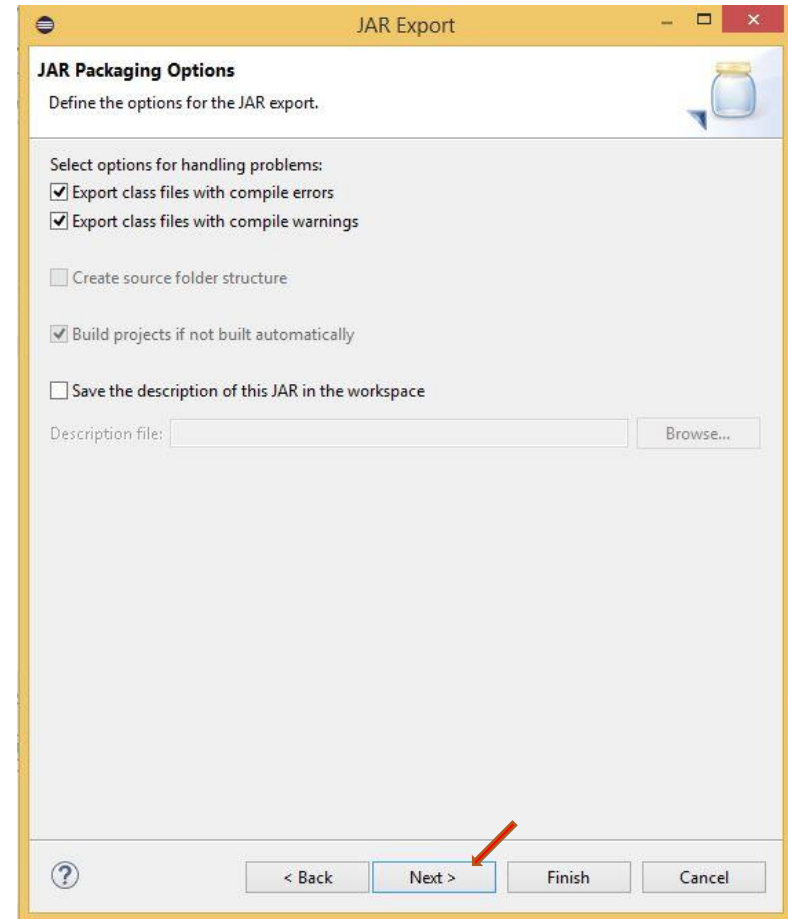 JAR Export
JAR Packaging Options
Define the options for the JAR export.
Select options for handling problems:
Export class files with compile errors
Export class files with compile warnings
Create source folder structure
Build projects if not built automatically
Save the description of this JAR in the workspace
Description file: Browse...
? < Back Next > Finish Cancel